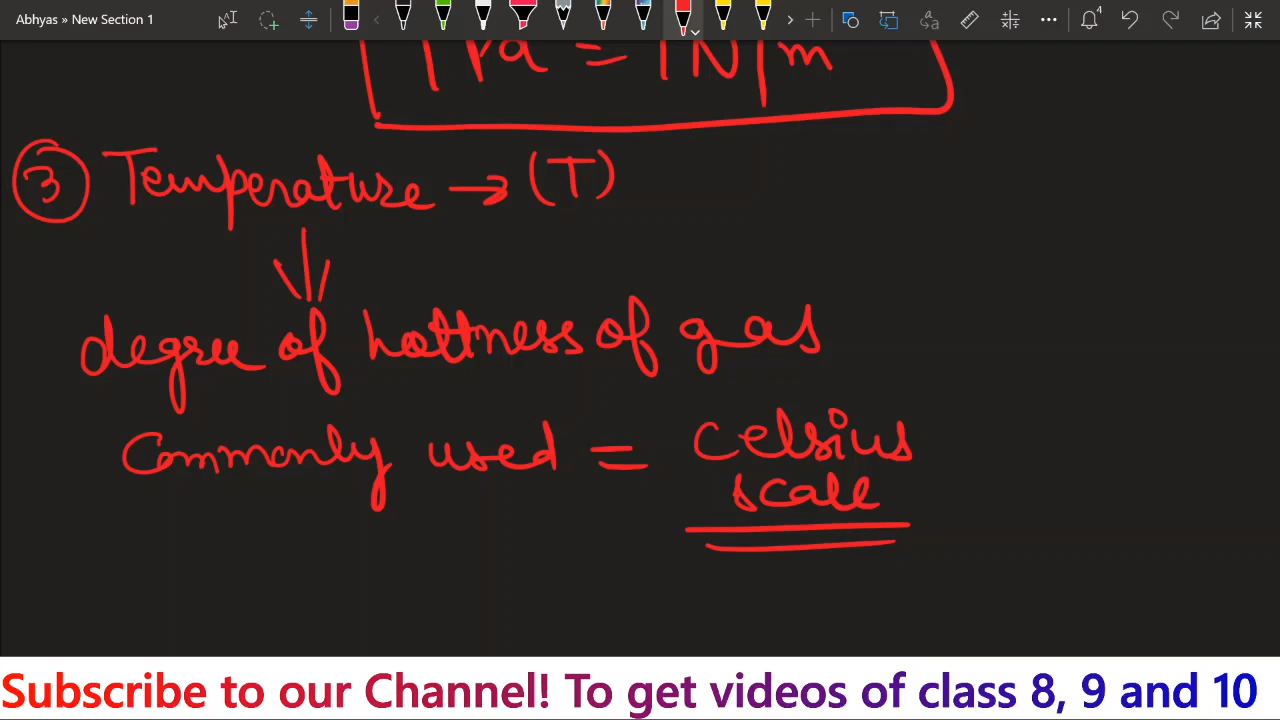 Abhyas » New Section 1
1 Pa = 1N/m
③ Temperature → (T)
degree of hottness of gas
Commonly used = Celsius
scale
Subscribe to our Channel! To get videos of class 8, 9 and 10